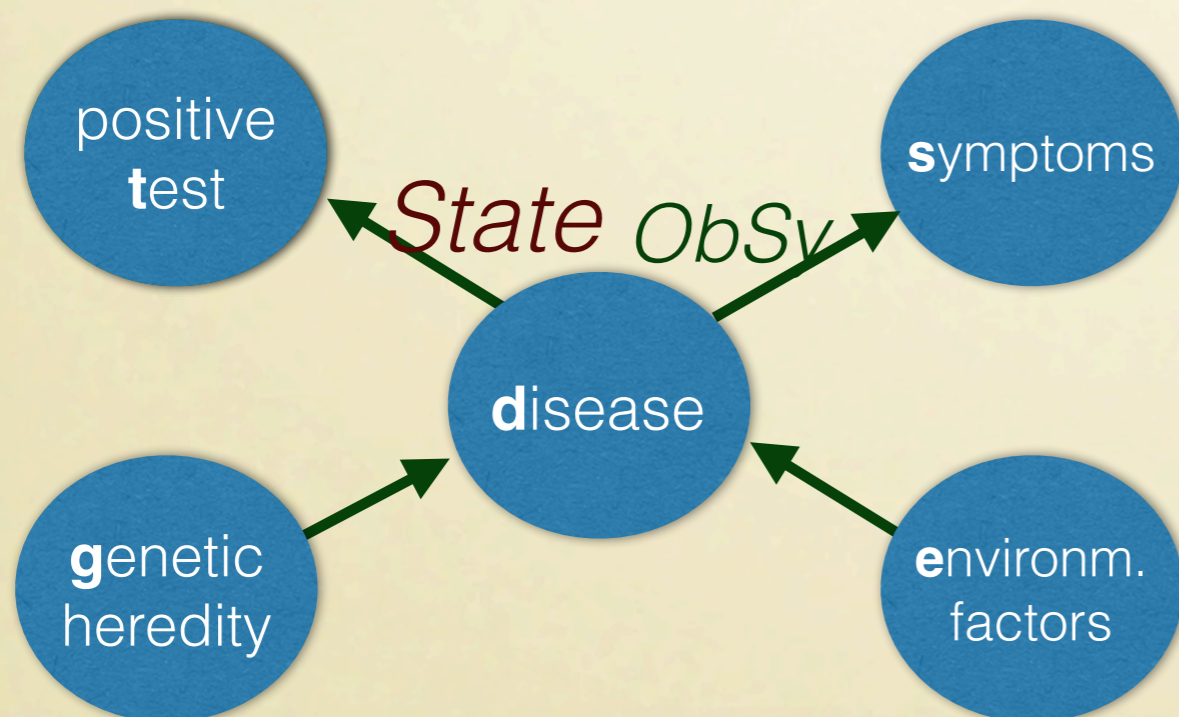 positive
test
symptoms
State ObSy
disease
genetic
heredity
environm.
factors